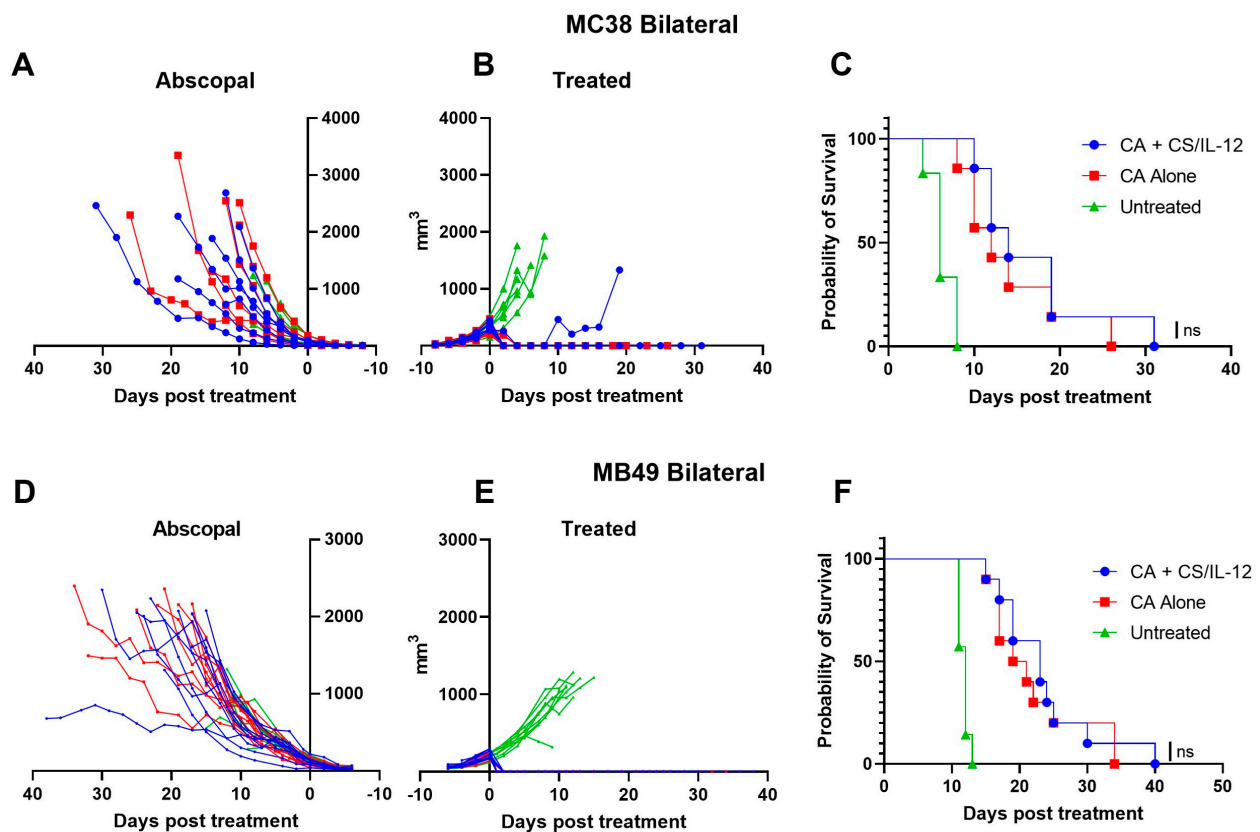 MC38 Bilateral
A
B
C
Abscopal
Treated
4000
3000
2000
1000
40
30
20
10
0
-10
Days post treatment
mm3
4000
3000
2000
1000
-10
0
10
20
30
40
Days post treatment
Probability of Survival
100
50
0
0
10
20
30
40
Days post treatment
CA + CS/IL-12
CA Alone
Untreated
ns
MB49 Bilateral
D
E
F
Abscopal
Treated
3000
2000
1000
40
30
20
10
0
-10
Days post treatment
mm3
3000
2000
1000
-10
0
10
20
30
40
Days post treatment
Probability of Survival
100
50
0
0
10
20
30
40
50
Days post treatment
CA + CS/IL-12
CA Alone
Untreated
ns